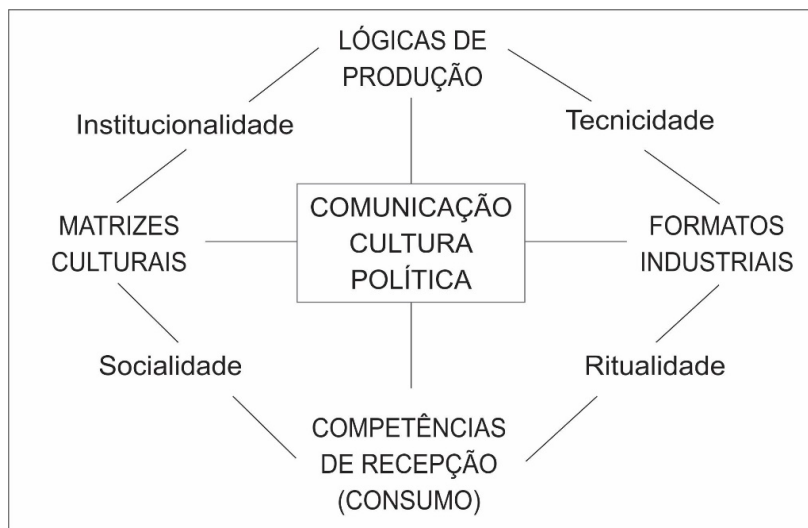 LÓGICAS DE
PRODUÇÃO
Institucionalidade
Tecnicidade
MATRIZES
CULTURAIS
COMUNICAÇÃO
CULTURA
POLÍTICA
FORMATOS
INDUSTRIAIS
Socialidade
Ritualidade
COMPETÊNCIAS
DE RECEPÇÃO
(CONSUMO)